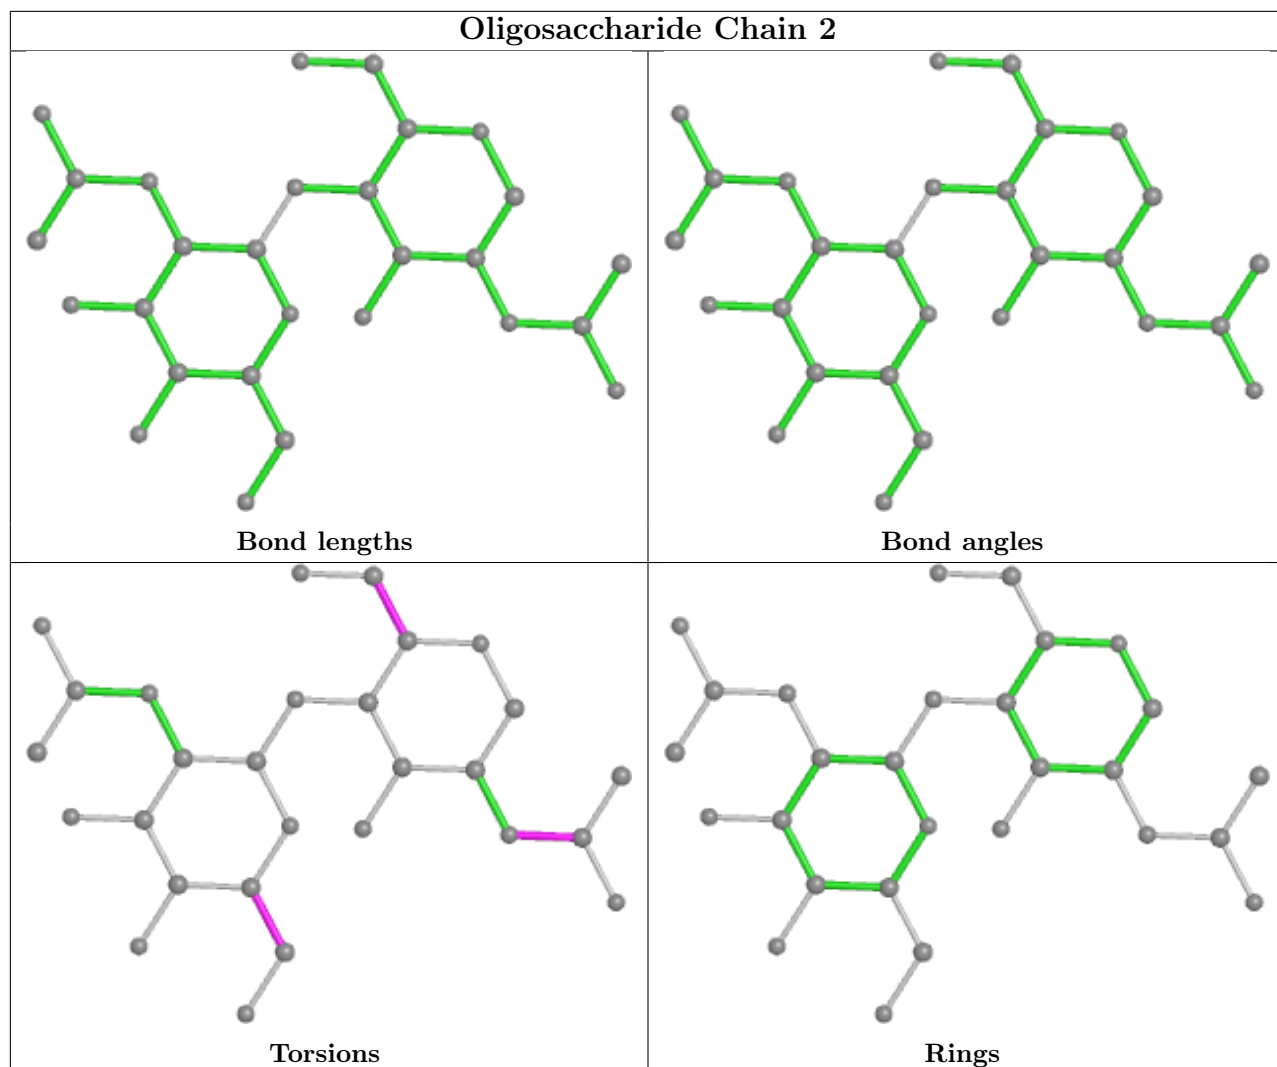 Oligosaccharide Chain 2
Bond lengths
Bond angles
Torsions
Rings